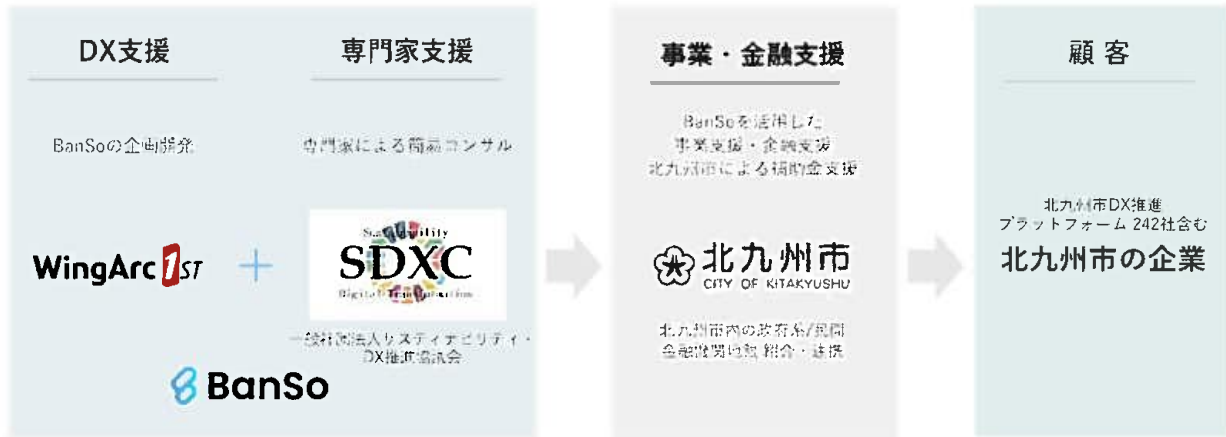 DX支援
BanSoの企画開発
WingArc1ST
+
専門家支援
専門家による簡易コンサル
Sustainability
SDXC
Digital Transformation
一般社団法人サスティナビリティ・
DX推進協議会
BanSo
事業・金融支援
BanSoを活用した
事業支援・金融支援
北九州市による補助金支援
北九州市
CITY OF KITAKYUSHU
北九州市内の政府系/民間
金融機関
紹介・連携
顧 客
北九州市DX推進
プラットフォーム 242社含む
北九州市の企業